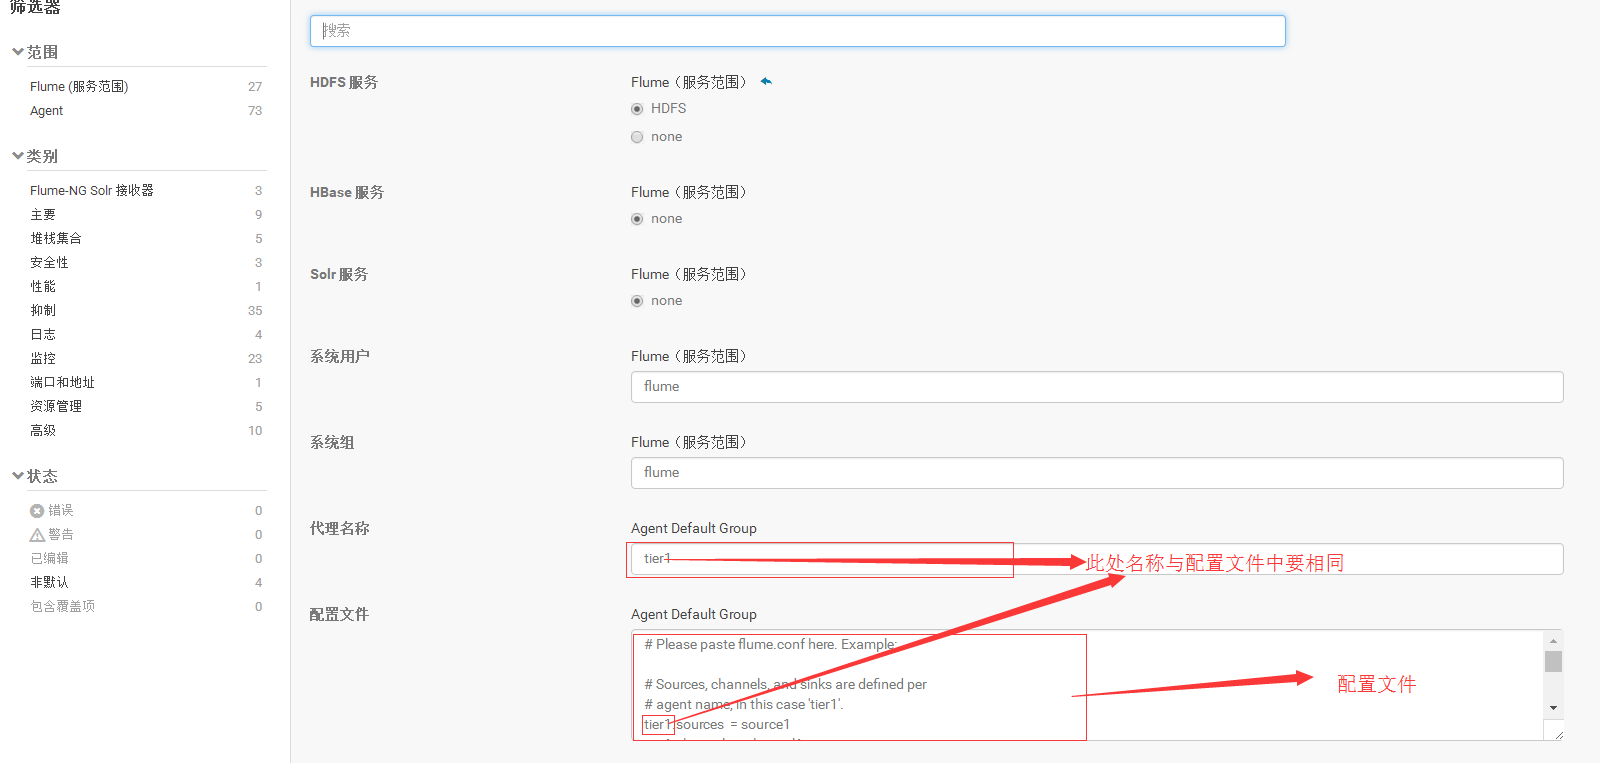 筛选器
范围
Flume (服务范围) 27
Agent 73
类别
Flume-NG Solr 接收器 3
主要 9
堆栈集合 5
安全性 3
性能 1
抑制 35
日志 4
监控 23
端口和地址 1
资源管理 5
高级 10
状态
错误 0
警告 0
已编辑 0
非默认 4
包含覆盖项 0
搜索
HDFS 服务 Flume（服务范围）
HDFS
none
HBase 服务 Flume（服务范围）
none
Solr 服务 Flume（服务范围）
none
系统用户 Flume（服务范围）
flume
系统组 Flume（服务范围）
flume
代理名称 Agent Default Group
tier1
此处名称与配置文件中要相同
配置文件 Agent Default Group
# Please paste flume.conf here. Example:
# Sources, channels, and sinks are defined per
# agent name, in this case 'tier1'.
tier1.sources = source1
配置文件